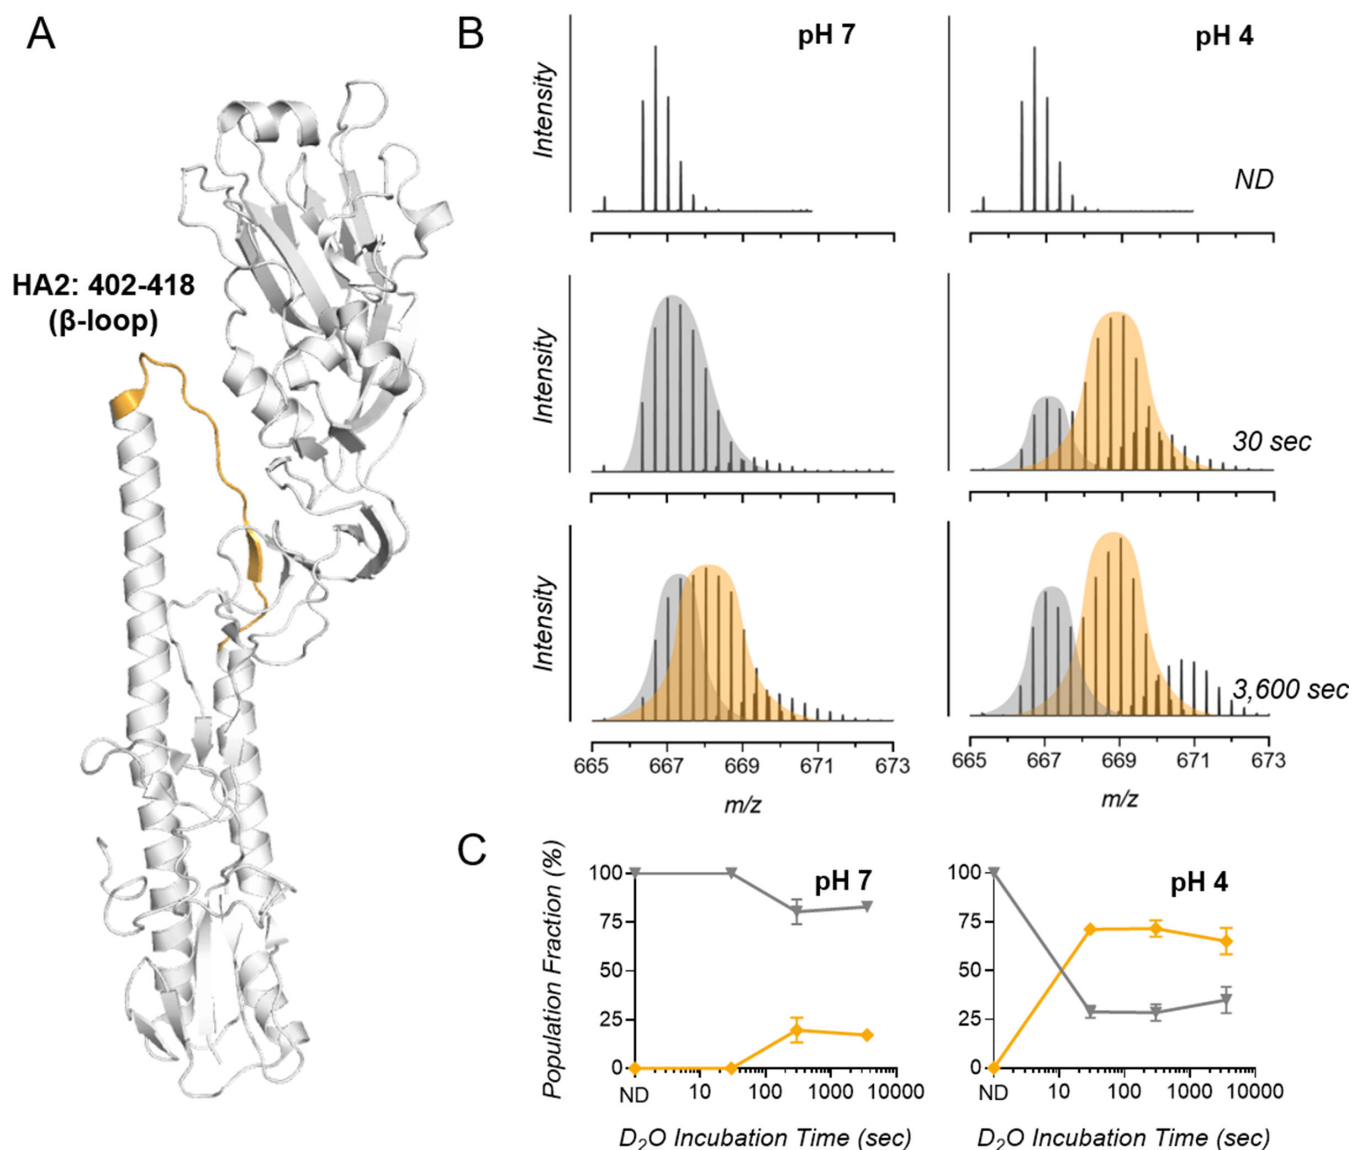 A
B
pH 7
pH 4
Intensity
ND
HA2: 402-418
(β-loop)
Intensity
30 sec
Intensity
3,600 sec
665 667 669 671 673
665 667 669 671 673
m/z
m/z
C
Population Fraction (%)
pH 7
pH 4
100
75
50
25
0
100
75
50
25
0
ND 10 100 1000 10000
ND 10 100 1000 10000
D₂O Incubation Time (sec)
D₂O Incubation Time (sec)